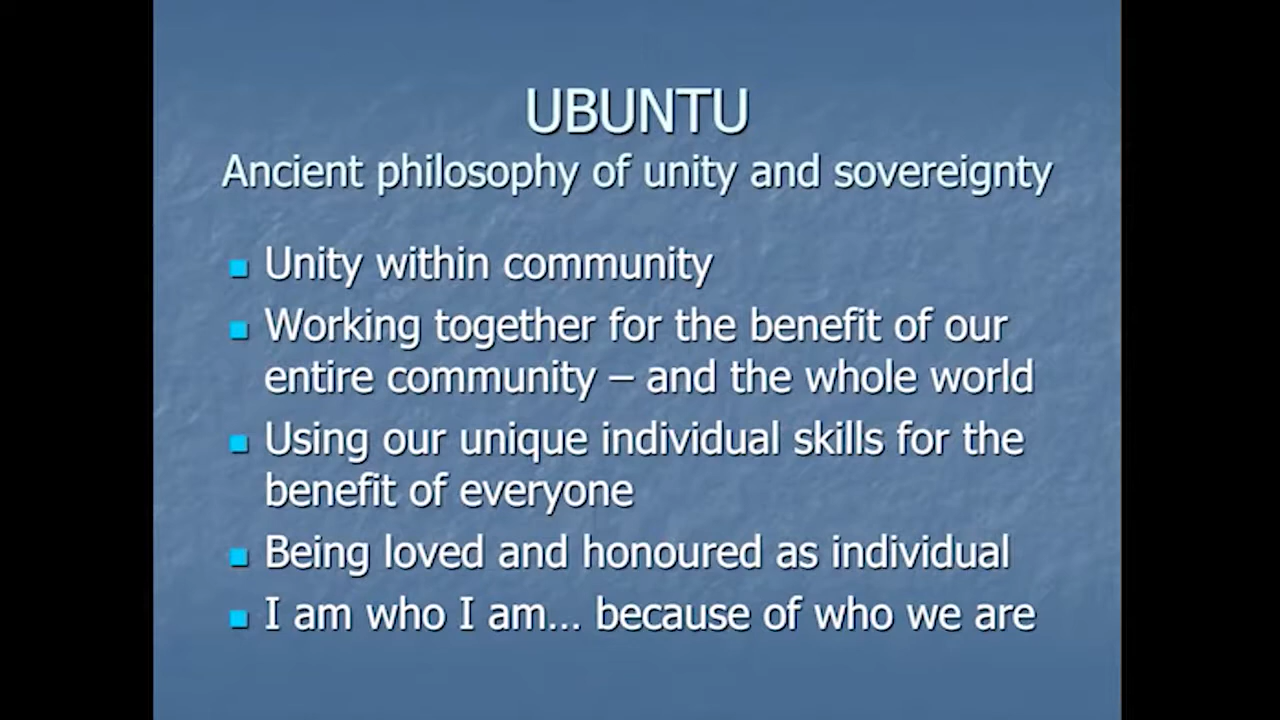 UBUNTU
Ancient philosophy of unity and sovereignty
Unity within community
Working together for the benefit of our
entire community – and the whole world
Using our unique individual skills for the
benefit of everyone
Being loved and honoured as individual
I am who I am... because of who we are